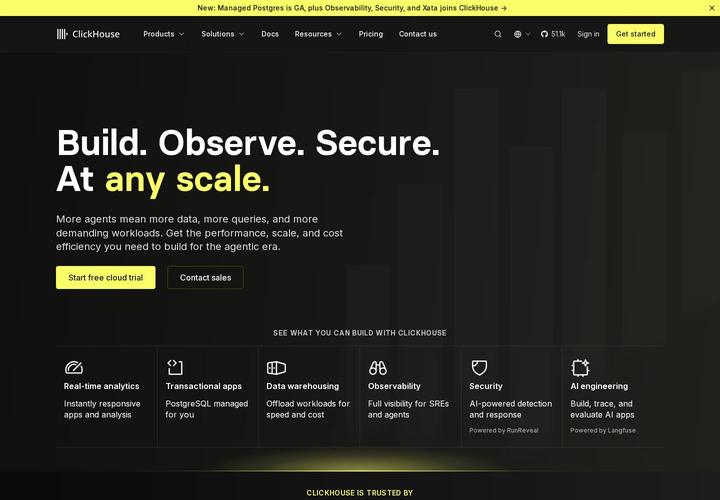 New: Managed Postgres is GA, plus Observability, Security, and Xata joins ClickHouse →
ClickHouse
Products
Solutions
Docs
Resources
Pricing
Contact us
51.1k
Sign in
Get started
Build. Observe. Secure.
At any scale.
More agents mean more data, more queries, and more
demanding workloads. Get the performance, scale, and cost
efficiency you need to build for the agentic era.
Start free cloud trial
Contact sales
SEE WHAT YOU CAN BUILD WITH CLICKHOUSE
Real-time analytics
Instantly responsive
apps and analysis
Transactional apps
PostgreSQL managed
for you
Data warehousing
Offload workloads for
speed and cost
Observability
Full visibility for SREs
and agents
Security
AI-powered detection
and response
Powered by RunReveal
AI engineering
Build, trace, and
evaluate AI apps
Powered by Langfuse
CLICKHOUSE IS TRUSTED BY